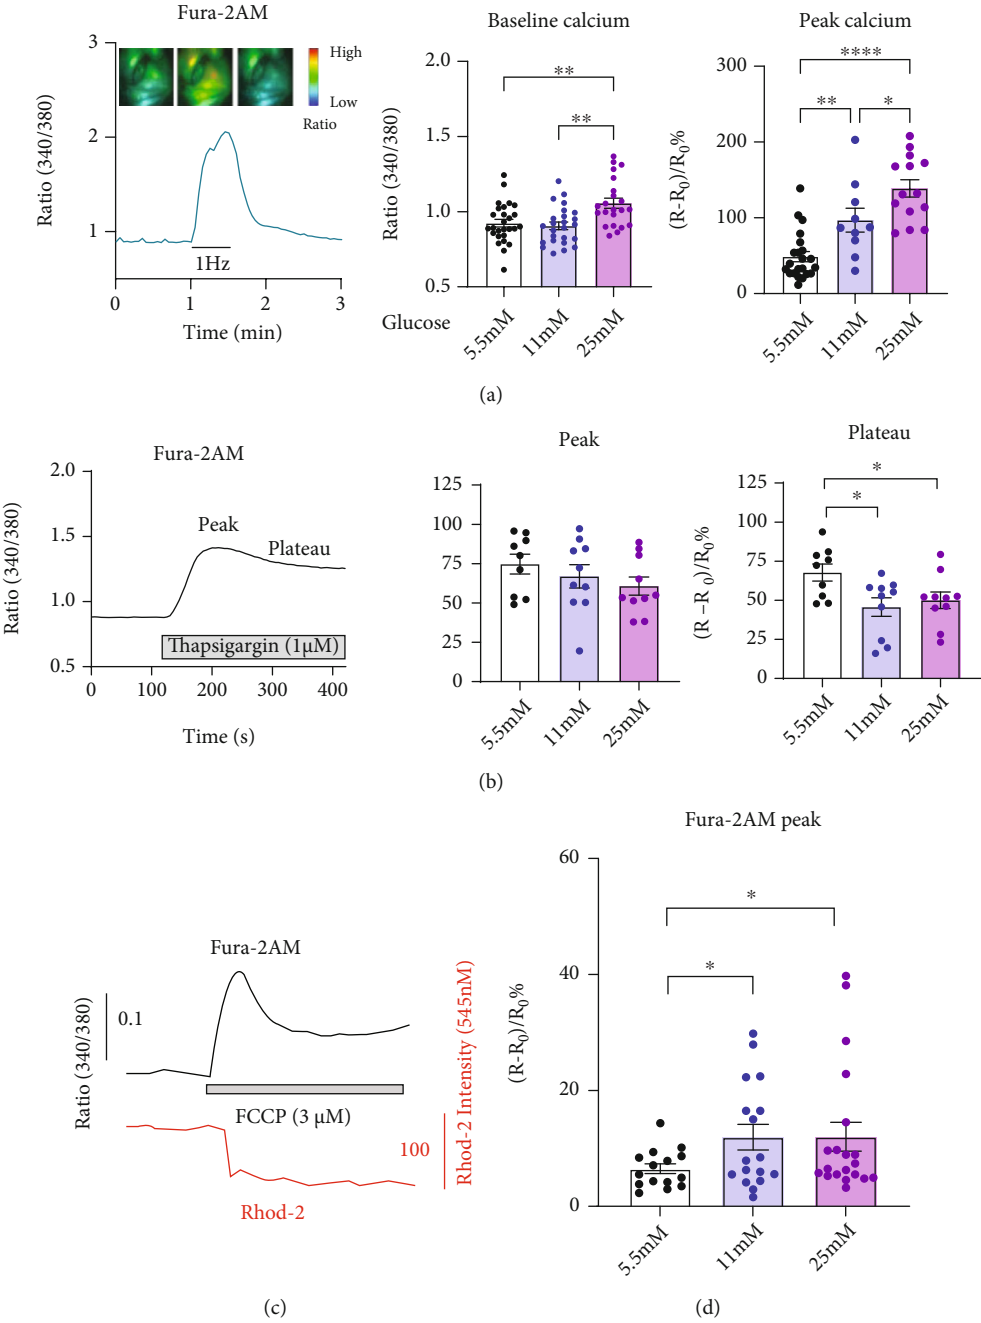 Fura-2AM
3
2
1
Ratio (340/380)
High
Low
Ratio
1Hz
0 1 2 3
Time (min)
Baseline calcium
2.0
1.5
1.0
0.5
Ratio (340/380)
**
**
Glucose
5.5mM 11mM 25mM
Peak calcium
300
200
100
0
(R-R0)/R0%
****
** *
5.5mM 11mM 25mM
(a)
Fura-2AM
2.0
1.5
1.0
0.5
Ratio (340/380)
Peak
Plateau
Thapsigargin (1μM)
0 100 200 300 400
Time (s)
Peak
125
100
75
50
25
0
5.5mM 11mM 25mM
Plateau
125
100
75
50
25
0
(R−R0)/R0%
*
*
5.5mM 11mM 25mM
(b)
Fura-2AM
Ratio (340/380)
0.1
FCCP (3 μM)
100
Rhod-2 Intensity (545nM)
Rhod-2
(c)
Fura-2AM peak
60
40
20
0
(R-R0)/R0%
*
*
5.5mM 11mM 25mM
(d)